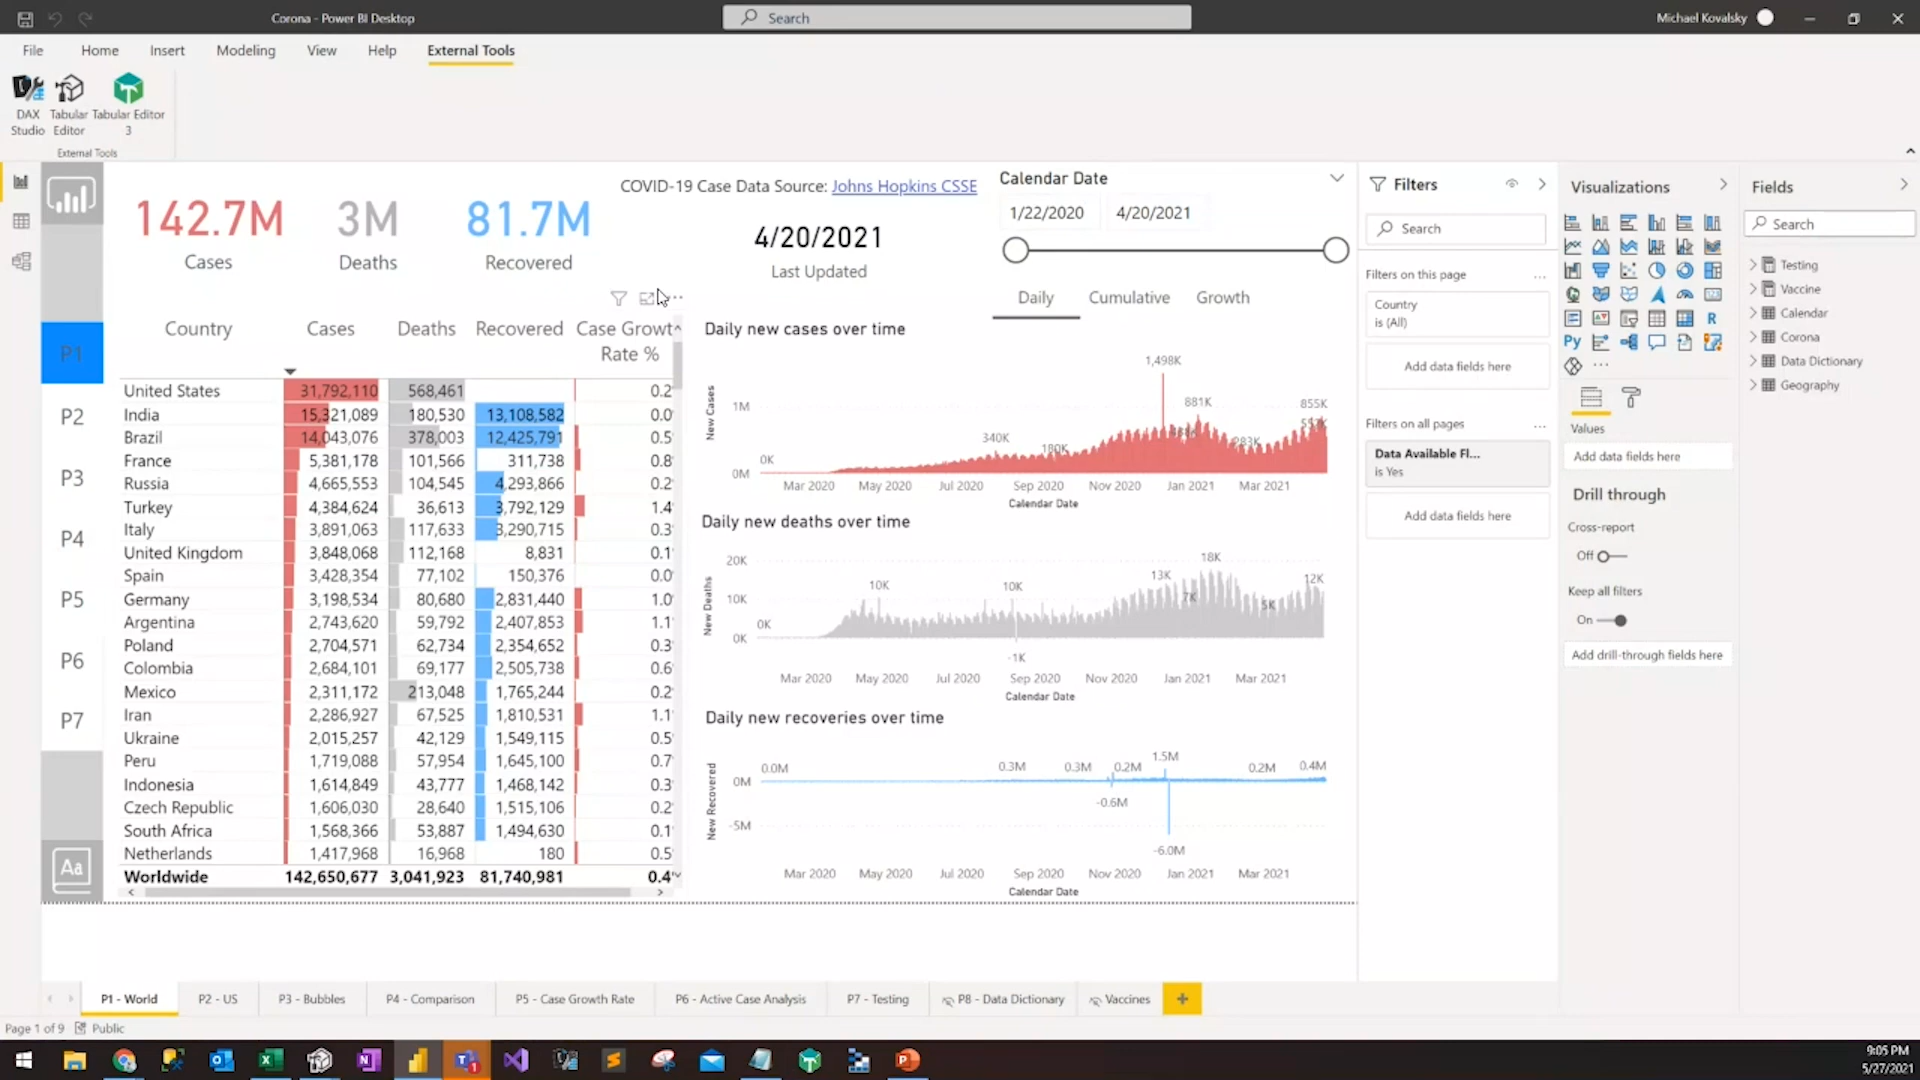 Corona - Power BI Desktop
Search
Michael Kovalsky
File Home Insert Modeling View Help External Tools
DAX Studio
Tabular Editor
Tabular Editor 3
External Tools
142.7M
Cases
3M
Deaths
81.7M
Recovered
COVID-19 Case Data Source: Johns Hopkins CSSE
4/20/2021
Last Updated
Calendar Date
1/22/2020 4/20/2021
Daily Cumulative Growth
P1
P2
P3
P4
P5
P6
P7
Aa
Country Cases Deaths Recovered Case Growt
Rate %
United States 31,792,110 568,461 0.2
India 15,321,089 180,530 13,108,582 0.0
Brazil 14,043,076 378,003 12,425,791 0.5
France 5,381,178 101,566 311,738 0.8
Russia 4,665,553 104,545 4,293,866 0.2
Turkey 4,384,624 36,613 3,792,129 1.4
Italy 3,891,063 117,633 3,290,715 0.3
United Kingdom 3,848,068 112,168 8,831 0.1
Spain 3,428,354 77,102 150,376 0.0
Germany 3,198,534 80,680 2,831,440 1.0
Argentina 2,743,620 59,792 2,407,853 1.1
Poland 2,704,571 62,734 2,354,652 0.3
Colombia 2,684,101 69,177 2,505,738 0.6
Mexico 2,311,172 213,048 1,765,244 0.2
Iran 2,286,927 67,525 1,810,531 1.1
Ukraine 2,015,257 42,129 1,549,115 0.5
Peru 1,719,088 57,954 1,645,100 0.7
Indonesia 1,614,849 43,777 1,468,142 0.3
Czech Republic 1,606,030 28,640 1,515,106 0.2
South Africa 1,568,366 53,887 1,494,630 0.1
Netherlands 1,417,968 16,968 180 0.5
Worldwide 142,650,677 3,041,923 81,740,981 0.4
Daily new cases over time
New Cases
1M
0M
0K 340K 180K 1,498K 881K 283K 855K
Mar 2020 May 2020 Jul 2020 Sep 2020 Nov 2020 Jan 2021 Mar 2021
Calendar Date
Daily new deaths over time
New Deaths
20K
10K
0K
0K 10K 10K -1K 13K 7K 18K 5K 12K
Mar 2020 May 2020 Jul 2020 Sep 2020 Nov 2020 Jan 2021 Mar 2021
Calendar Date
Daily new recoveries over time
New Recovered
0M
-5M
0.0M 0.3M 0.3M -0.6M 0.2M 1.5M -6.0M 0.2M 0.4M
Mar 2020 May 2020 Jul 2020 Sep 2020 Nov 2020 Jan 2021 Mar 2021
Calendar Date
Filters
Search
Filters on this page
Country
is (All)
Add data fields here
Filters on all pages
Data Available Fl...
is Yes
Add data fields here
Visualizations
R
Py
Values
Add data fields here
Drill through
Cross-report
Off
Keep all filters
On
Add drill-through fields here
Fields
Search
Testing
Vaccine
Calendar
Corona
Data Dictionary
Geography
P1 - World P2 - US P3 - Bubbles P4 - Comparison P5 - Case Growth Rate P6 - Active Case Analysis P7 - Testing P8 - Data Dictionary Vaccines
Page 1 of 9 Public
9:05 PM
5/27/2021